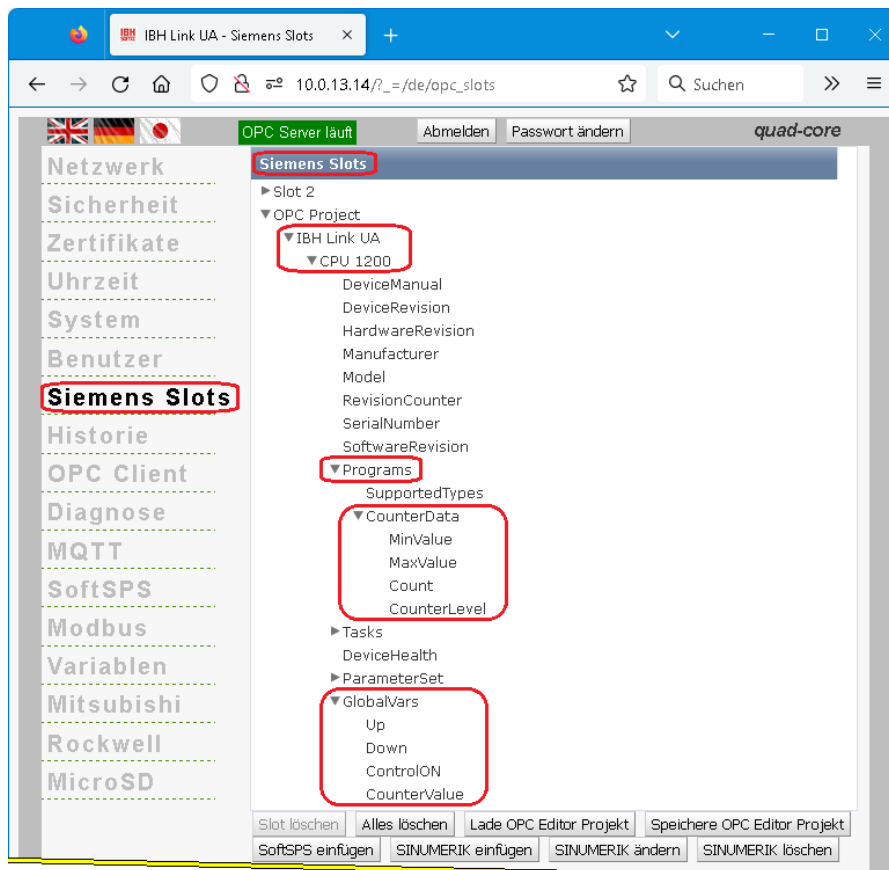 IBH Link UA - Siemens Slots
10.0.13.14/?_=/de/opc_slots
Suchen
OPC Server läuft
Abmelden
Passwort ändern
quad-core
Netzwerk
Sicherheit
Zertifikate
Uhrzeit
System
Benutzer
Siemens Slots
Historie
OPC Client
Diagnose
MQTT
SoftSPS
Modbus
Variablen
Mitsubishi
Rockwell
MicroSD
Siemens Slots
Slot 2
OPC Project
IBH Link UA
CPU 1200
DeviceManual
DeviceRevision
HardwareRevision
Manufacturer
Model
RevisionCounter
SerialNumber
SoftwareRevision
Programs
SupportedTypes
CounterData
MinValue
MaxValue
Count
CounterLevel
Tasks
DeviceHealth
ParameterSet
GlobalVars
Up
Down
ControlON
CounterValue
Slot löschen
Alles löschen
Lade OPC Editor Projekt
Speichere OPC Editor Projekt
SoftSPS einfügen
SINUMERIK einfügen
SINUMERIK ändern
SINUMERIK löschen